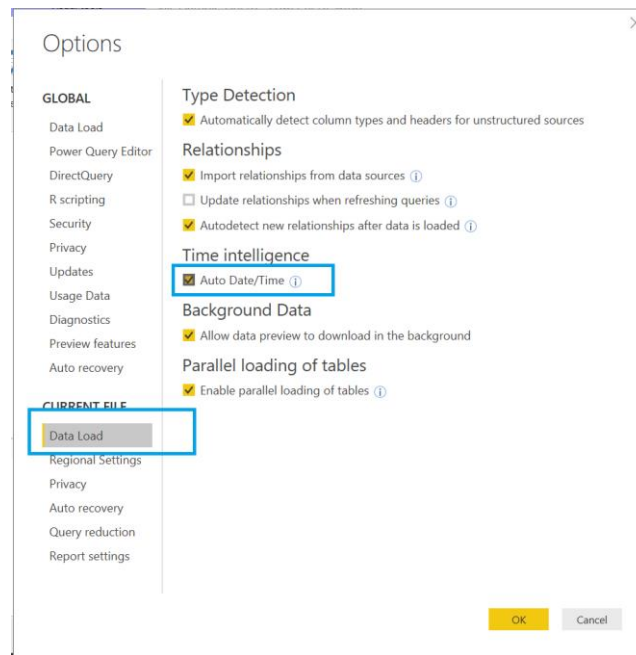 Options
GLOBAL
Data Load
Power Query Editor
DirectQuery
R scripting
Security
Privacy
Updates
Usage Data
Diagnostics
Preview features
Auto recovery
CURRENT FILE
Data Load
Regional Settings
Privacy
Auto recovery
Query reduction
Report settings
Type Detection
Automatically detect column types and headers for unstructured sources
Relationships
Import relationships from data sources
Update relationships when refreshing queries
Autodetect new relationships after data is loaded
Time intelligence
Auto Date/Time
Background Data
Allow data preview to download in the background
Parallel loading of tables
Enable parallel loading of tables
OK
Cancel